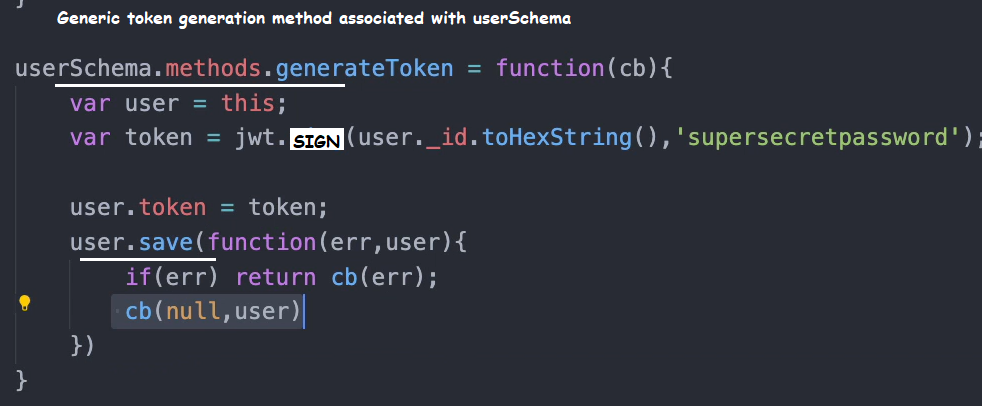 }
Generic token generation method associated with userSchema
userSchema.methods.generateToken = function(cb){
var user = this;
var token = jwt.SIGN(user._id.toHexString(),'supersecretpassword');
user.token = token;
user.save(function(err,user){
if(err) return cb(err);
cb(null,user)
})
}